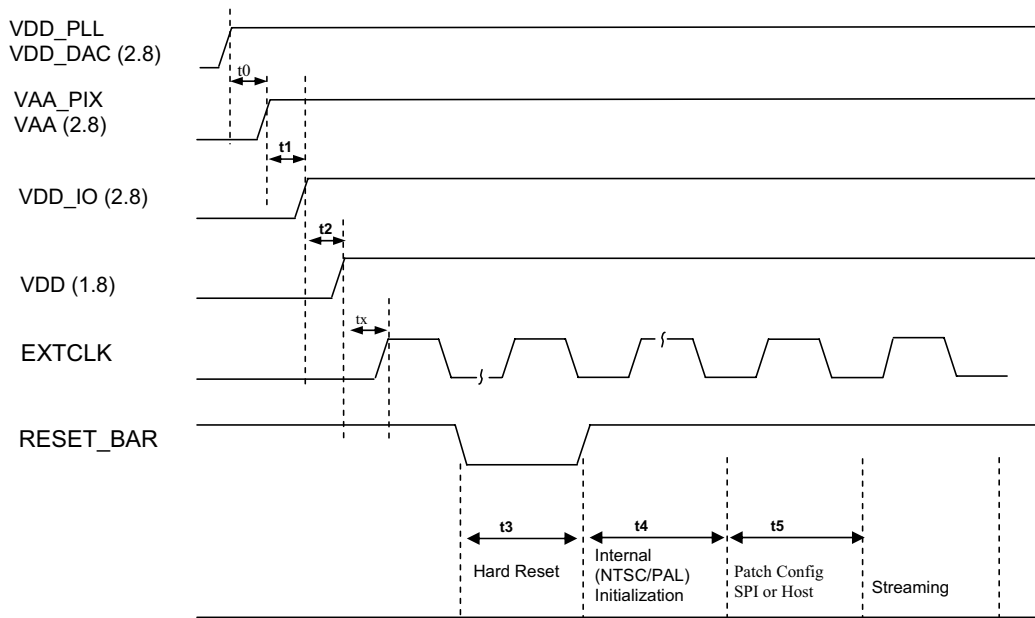 VDD_PLL
VDD_DAC (2.8)
t0
VAA_PIX
VAA (2.8)
t1
VDD_IO (2.8)
t2
VDD (1.8)
tx
EXTCLK
RESET_BAR
t3
t4
t5
Hard Reset
Internal
(NTSC/PAL)
Initialization
Patch Config
SPI or Host
Streaming